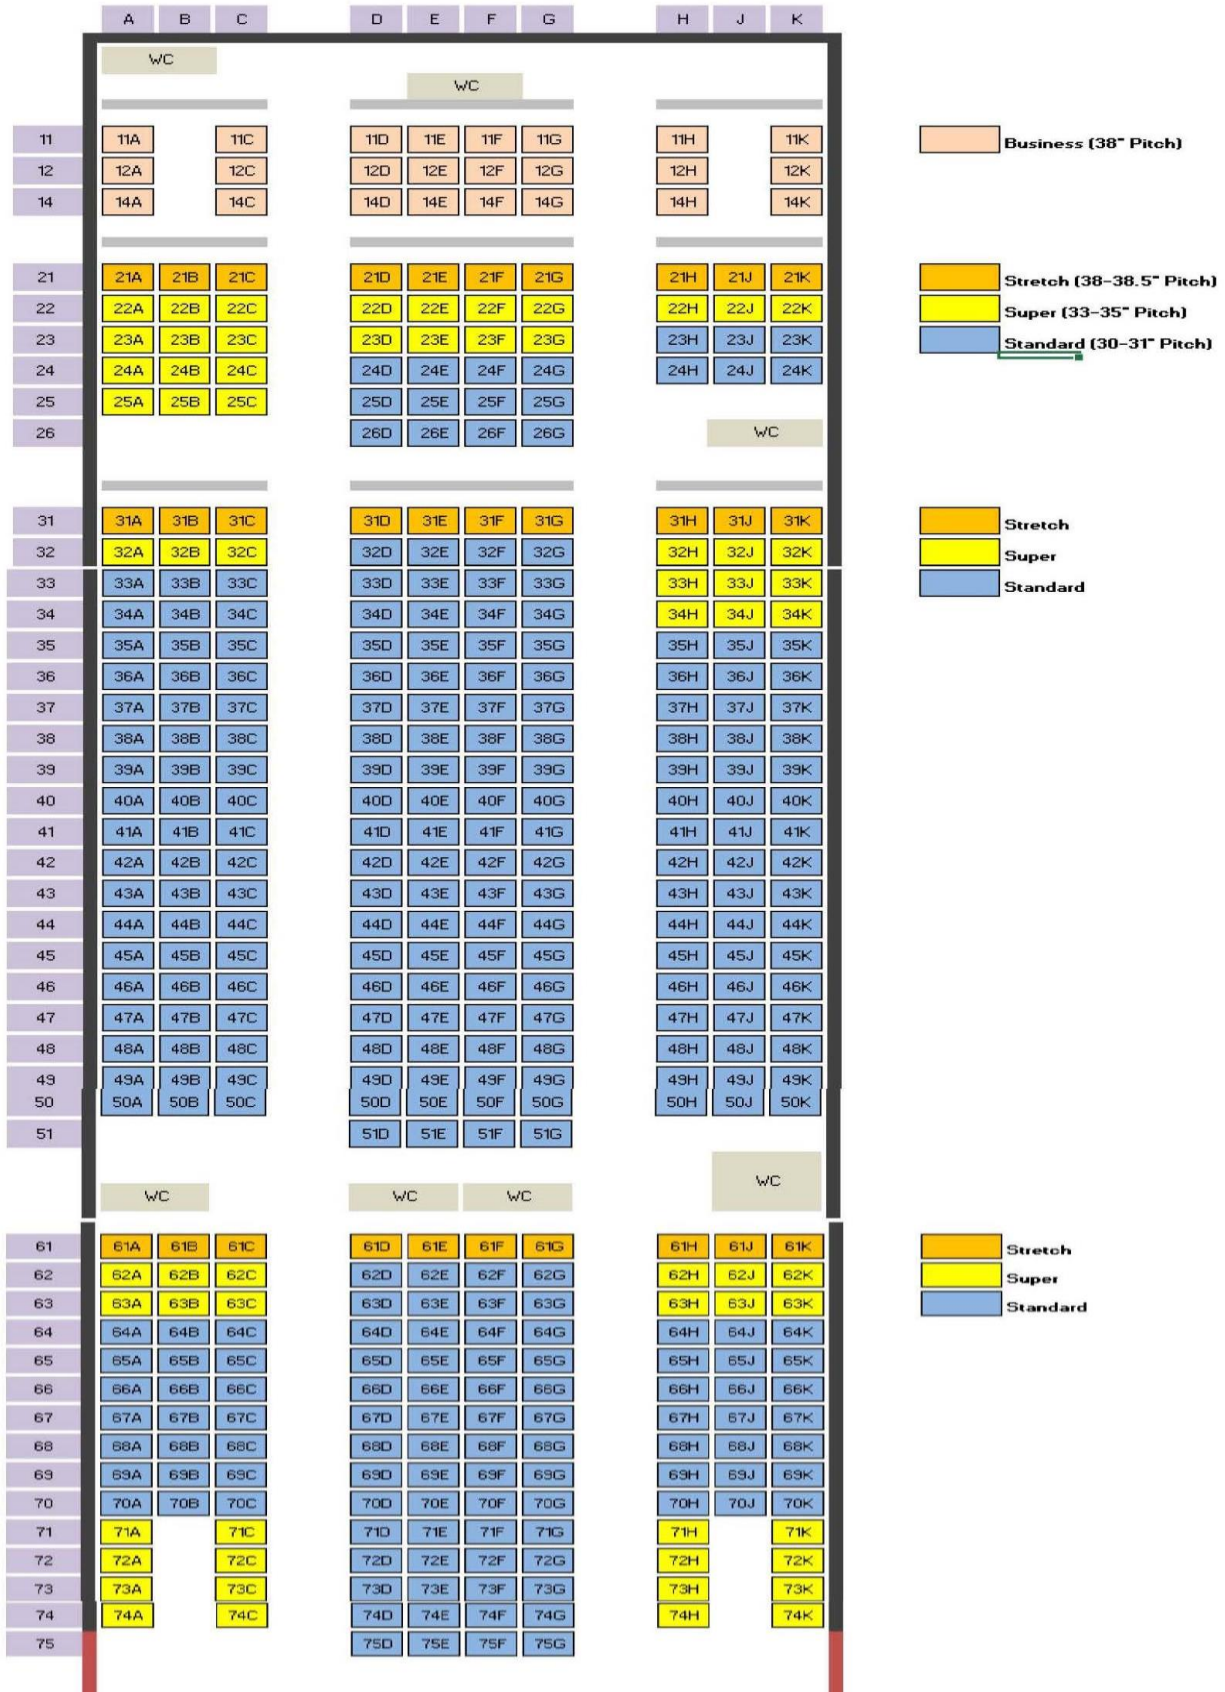 A B C D E F G H J K
WC
WC
11 11A 11C 11D 11E 11F 11G 11H 11K Business (38" Pitch)
12 12A 12C 12D 12E 12F 12G 12H 12K
14 14A 14C 14D 14E 14F 14G 14H 14K
21 21A 21B 21C 21D 21E 21F 21G 21H 21J 21K Stretch (38-38.5" Pitch)
22 22A 22B 22C 22D 22E 22F 22G 22H 22J 22K Super (33-35" Pitch)
23 23A 23B 23C 23D 23E 23F 23G 23H 23J 23K Standard (30-31" Pitch)
24 24A 24B 24C 24D 24E 24F 24G 24H 24J 24K
25 25A 25B 25C 25D 25E 25F 25G
26 26D 26E 26F 26G WC
31 31A 31B 31C 31D 31E 31F 31G 31H 31J 31K Stretch
32 32A 32B 32C 32D 32E 32F 32G 32H 32J 32K Super
33 33A 33B 33C 33D 33E 33F 33G 33H 33J 33K Standard
34 34A 34B 34C 34D 34E 34F 34G 34H 34J 34K
35 35A 35B 35C 35D 35E 35F 35G 35H 35J 35K
36 36A 36B 36C 36D 36E 36F 36G 36H 36J 36K
37 37A 37B 37C 37D 37E 37F 37G 37H 37J 37K
38 38A 38B 38C 38D 38E 38F 38G 38H 38J 38K
39 39A 39B 39C 39D 39E 39F 39G 39H 39J 39K
40 40A 40B 40C 40D 40E 40F 40G 40H 40J 40K
41 41A 41B 41C 41D 41E 41F 41G 41H 41J 41K
42 42A 42B 42C 42D 42E 42F 42G 42H 42J 42K
43 43A 43B 43C 43D 43E 43F 43G 43H 43J 43K
44 44A 44B 44C 44D 44E 44F 44G 44H 44J 44K
45 45A 45B 45C 45D 45E 45F 45G 45H 45J 45K
46 46A 46B 46C 46D 46E 46F 46G 46H 46J 46K
47 47A 47B 47C 47D 47E 47F 47G 47H 47J 47K
48 48A 48B 48C 48D 48E 48F 48G 48H 48J 48K
49 49A 49B 49C 49D 49E 49F 49G 49H 49J 49K
50 50A 50B 50C 50D 50E 50F 50G 50H 50J 50K
51 51D 51E 51F 51G
WC
WC WC WC
61 61A 61B 61C 61D 61E 61F 61G 61H 61J 61K Stretch
62 62A 62B 62C 62D 62E 62F 62G 62H 62J 62K Super
63 63A 63B 63C 63D 63E 63F 63G 63H 63J 63K Standard
64 64A 64B 64C 64D 64E 64F 64G 64H 64J 64K
65 65A 65B 65C 65D 65E 65F 65G 65H 65J 65K
66 66A 66B 66C 66D 66E 66F 66G 66H 66J 66K
67 67A 67B 67C 67D 67E 67F 67G 67H 67J 67K
68 68A 68B 68C 68D 68E 68F 68G 68H 68J 68K
69 69A 69B 69C 69D 69E 69F 69G 69H 69J 69K
70 70A 70B 70C 70D 70E 70F 70G 70H 70J 70K
71 71A 71C 71D 71E 71F 71G 71H 71K
72 72A 72C 72D 72E 72F 72G 72H 72K
73 73A 73C 73D 73E 73F 73G 73H 73K
74 74A 74C 74D 74E 74F 74G 74H 74K
75 75D 75E 75F 75G